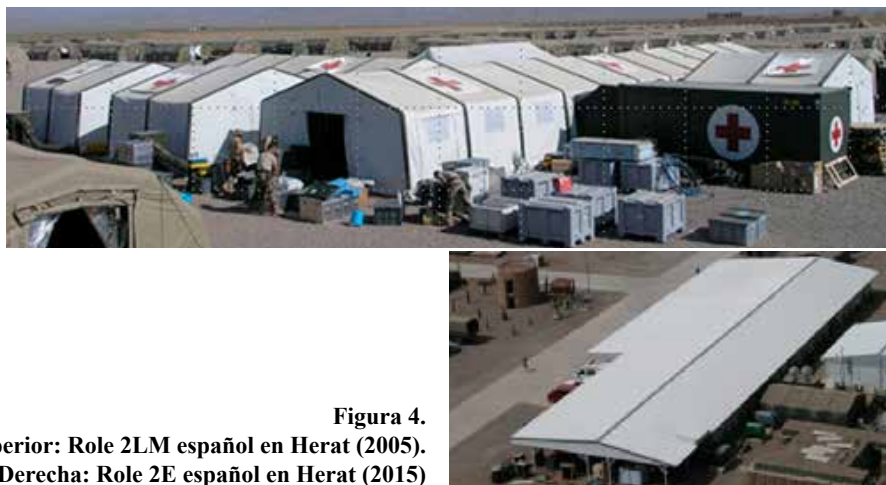 Figura 4.
perior: Role 2LM español en Herat (2005).
Derecha: Role 2E español en Herat (2015)